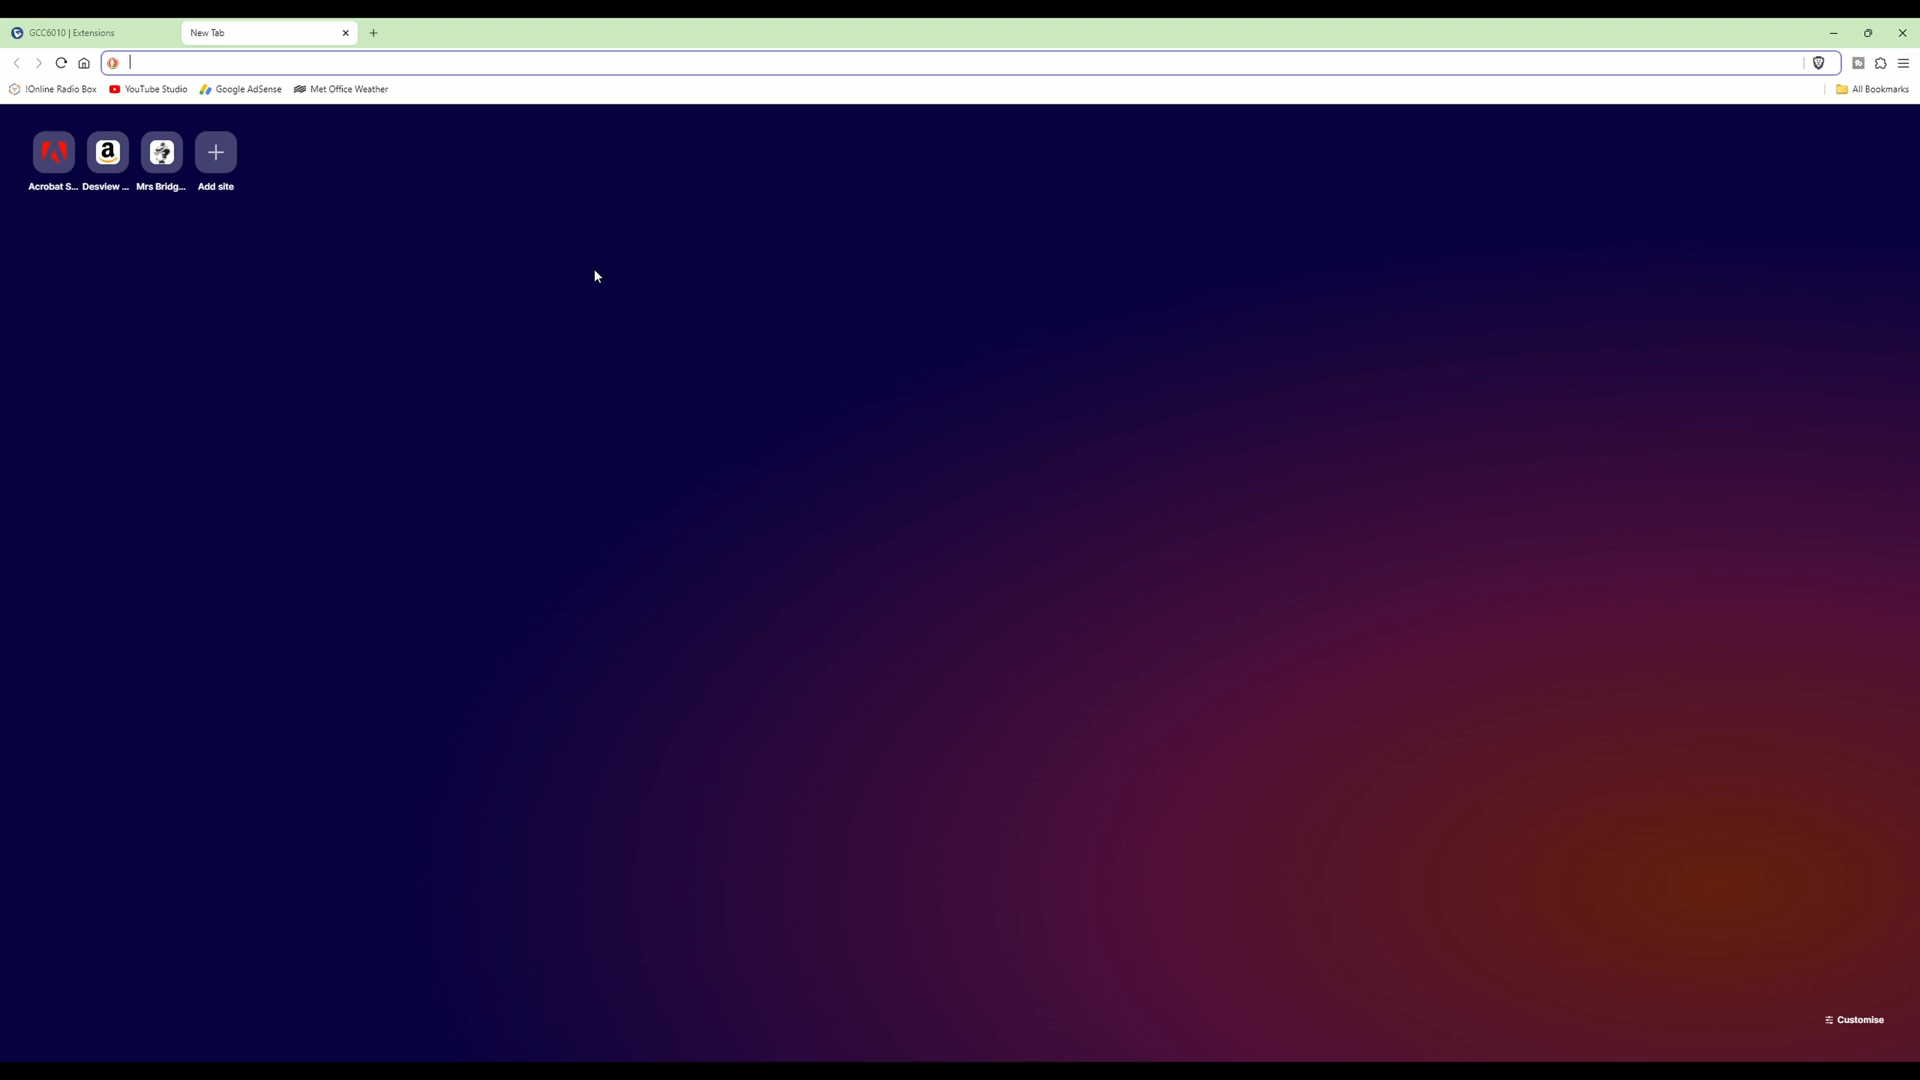 GCC6010 | Extensions
New Tab
!Online Radio Box
YouTube Studio
Google AdSense
Met Office Weather
All Bookmarks
Acrobat S...
Desview ...
Mrs Bridg...
Add site
Customise